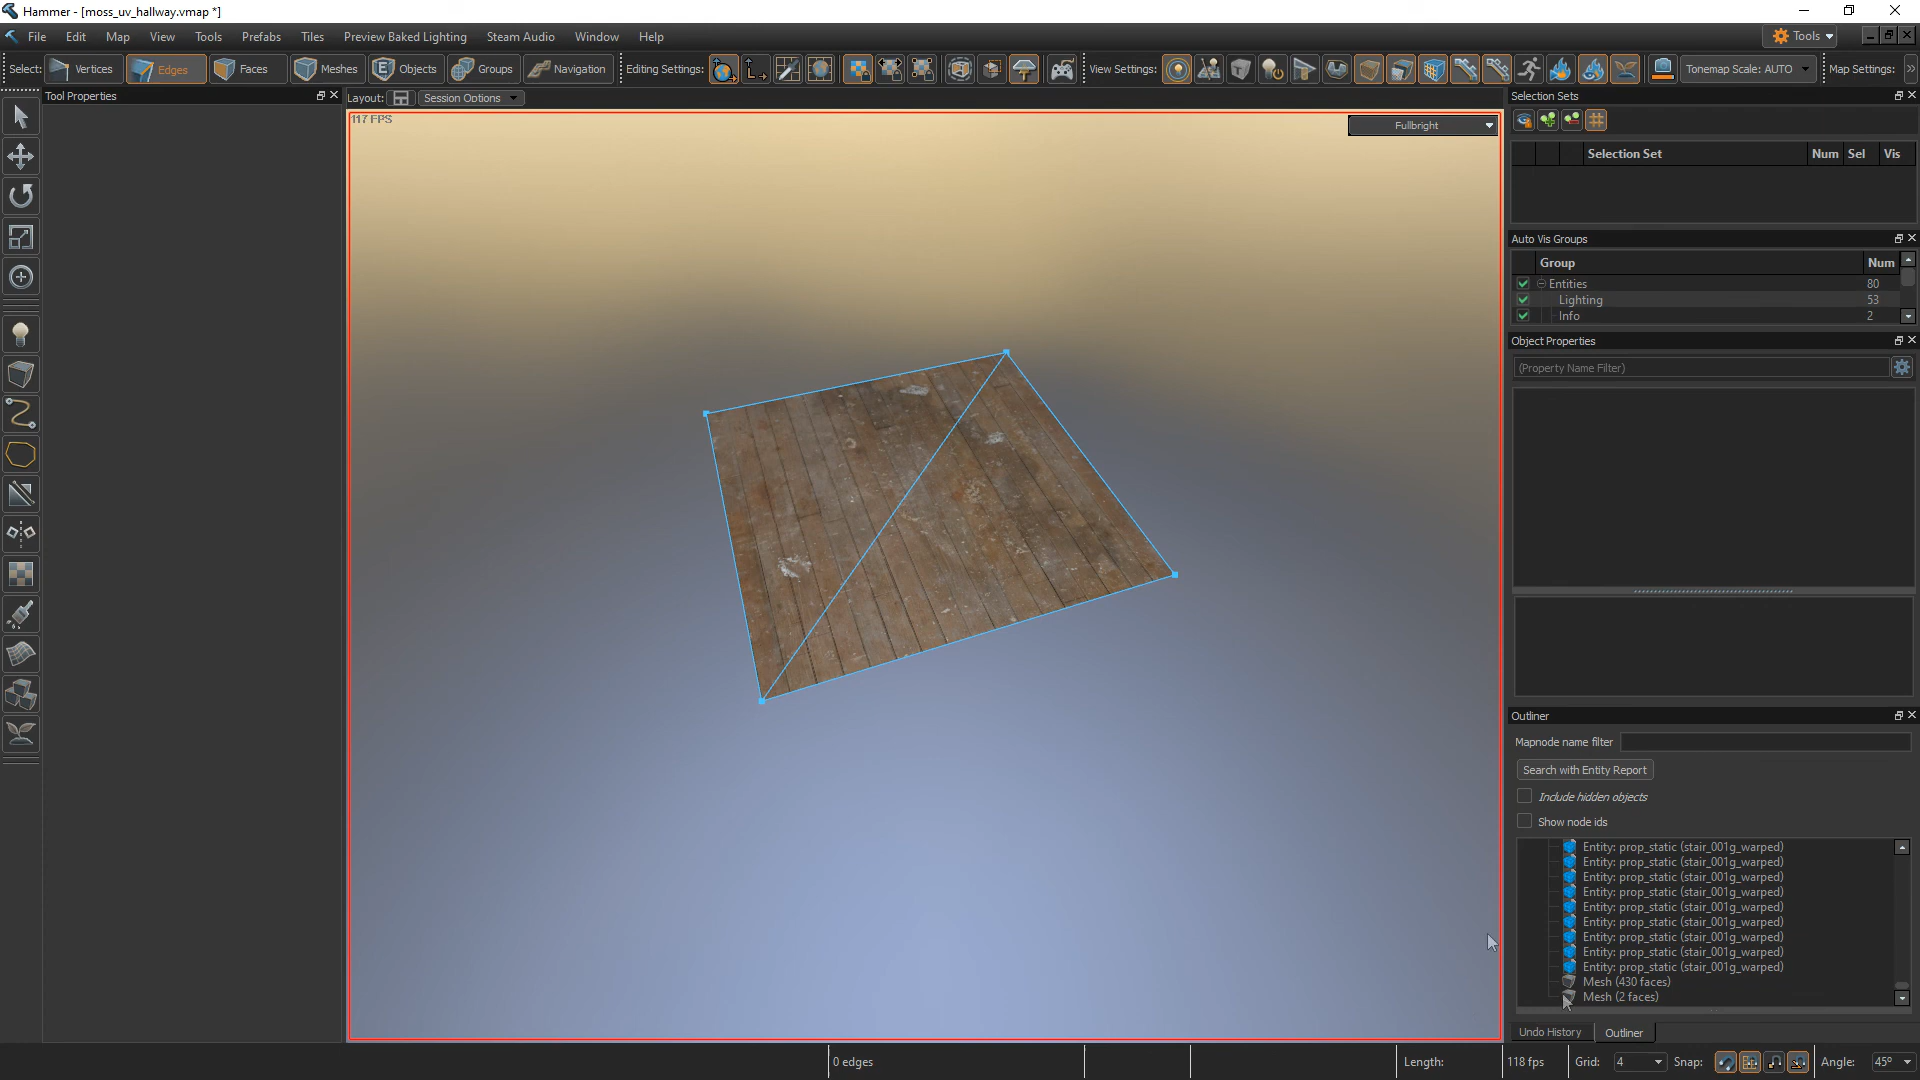 Hammer - [moss_uv_hallway.vmap *]
File Edit Map View Tools Prefabs Tiles Preview Baked Lighting Steam Audio Window Help
Tools
Select: Vertices Edges Faces Meshes Objects Groups Navigation Editing Settings: View Settings: Tonemap Scale: AUTO Map Settings:
Tool Properties
Layout: Session Options
117 FPS
Fullbright
Selection Sets
Selection Set Num Sel Vis
Auto Vis Groups
Group Num
Entities 80
Lighting 53
Info 2
Object Properties
(Property Name Filter)
Outliner
Mapnode name filter
Search with Entity Report
Include hidden objects
Show node ids
Entity: prop_static (stair_001g_warped)
Entity: prop_static (stair_001g_warped)
Entity: prop_static (stair_001g_warped)
Entity: prop_static (stair_001g_warped)
Entity: prop_static (stair_001g_warped)
Entity: prop_static (stair_001g_warped)
Entity: prop_static (stair_001g_warped)
Entity: prop_static (stair_001g_warped)
Entity: prop_static (stair_001g_warped)
Mesh (430 faces)
Mesh (2 faces)
Undo History Outliner
0 edges Length: 118 fps Grid: 4 Snap: Angle: 45°